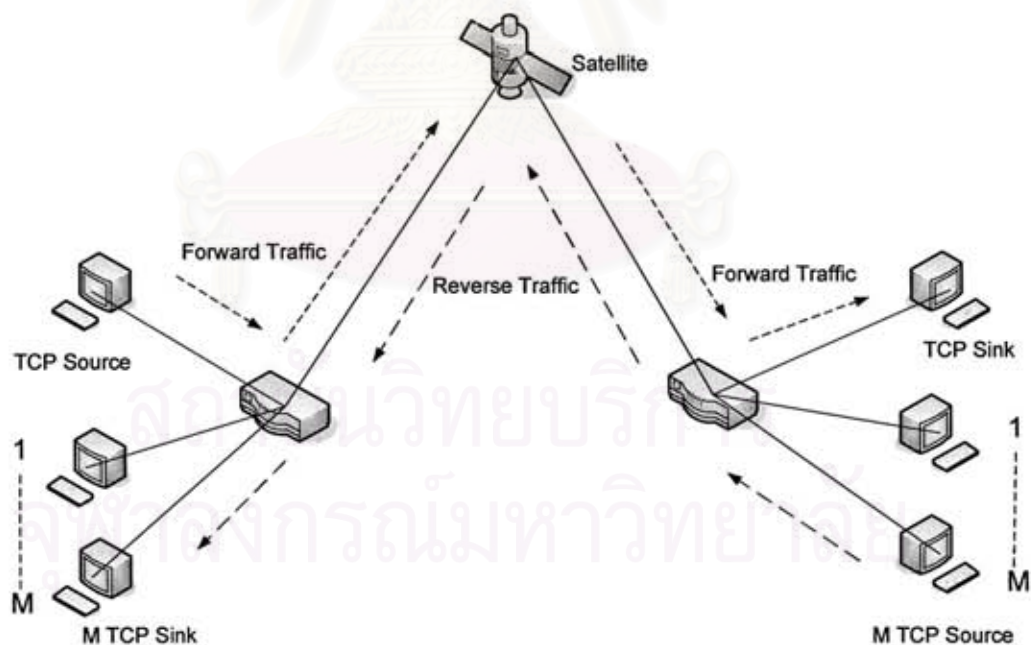 Satellite
Forward Traffic
Reverse Traffic
Forward Traffic
TCP Source
TCP Sink
สถาบันวิทยบริการ
จุฬาลงกรณ์มหาวิทยาลัย
1
M
1
M
M TCP Sink
M TCP Source